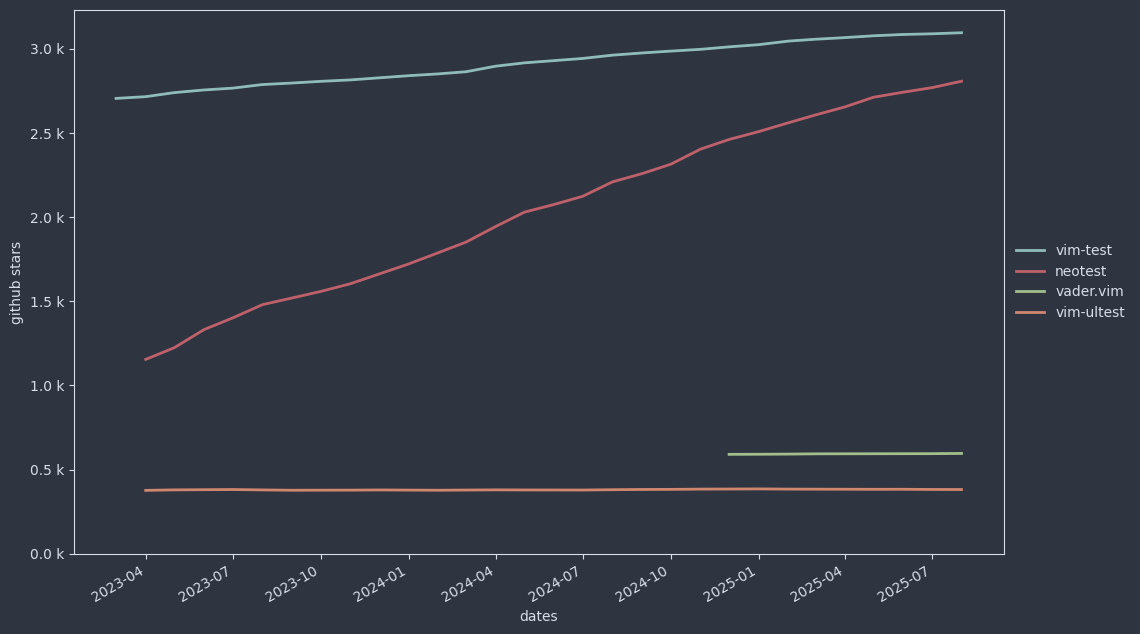 3.0 k
2.5 k
2.0 k
1.5 k
1.0 k
0.5 k
0.0 k
github stars
2023-04
2023-07
2023-10
2024-01
2024-04
2024-07
2024-10
2025-01
2025-04
2025-07
dates
vim-test
neotest
vader.vim
vim-ultest